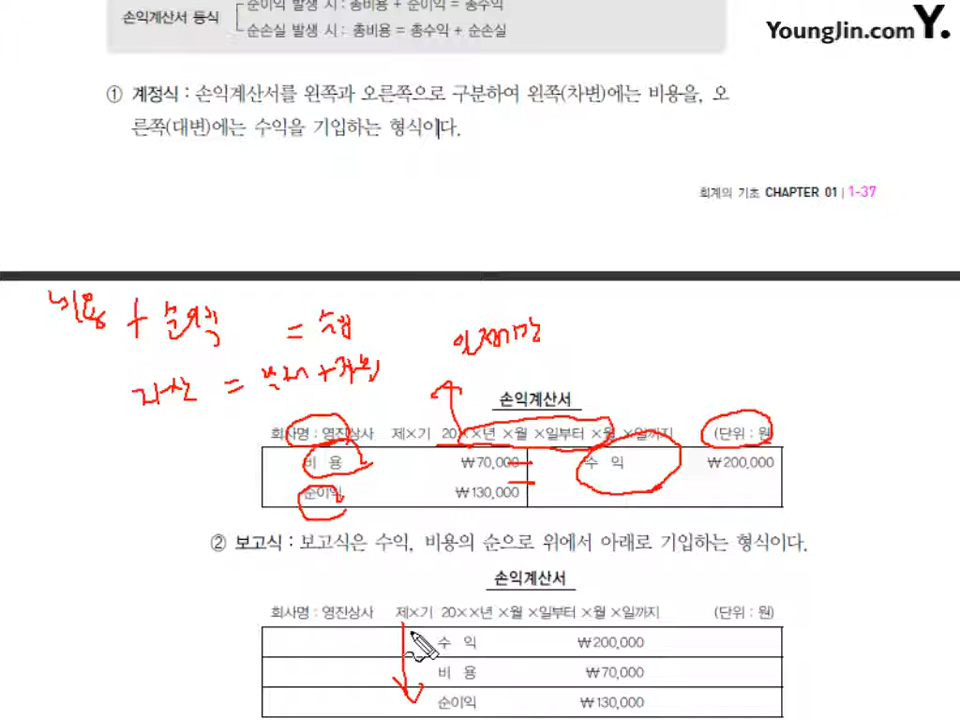 순이익 발생 시 : 총비용 + 순이익 = 총수익
손익계산서 등식
순손실 발생 시 : 총비용 = 총수익 + 순손실
YoungJin.com Y.
① 계정식 : 손익계산서를 왼쪽과 오른쪽으로 구분하여 왼쪽(차변)에는 비용을, 오
른쪽(대변)에는 수익을 기입하는 형식이다.
회계의 기초 CHAPTER 01 | 1-37
비용 + 순이익 = 수익
자산 = 부채 + 자본
일정기간
손익계산서
회사명 : 영진상사 제×기 20××년 ×월 ×일부터 ×월 ×일까지 (단위 : 원)
비 용 ₩70,000 수 익 ₩200,000
순이익 ₩130,000
② 보고식 : 보고식은 수익, 비용의 순으로 위에서 아래로 기입하는 형식이다.
손익계산서
회사명 : 영진상사 제×기 20××년 ×월 ×일부터 ×월 ×일까지 (단위 : 원)
수 익 ₩200,000
비 용 ₩70,000
순이익 ₩130,000